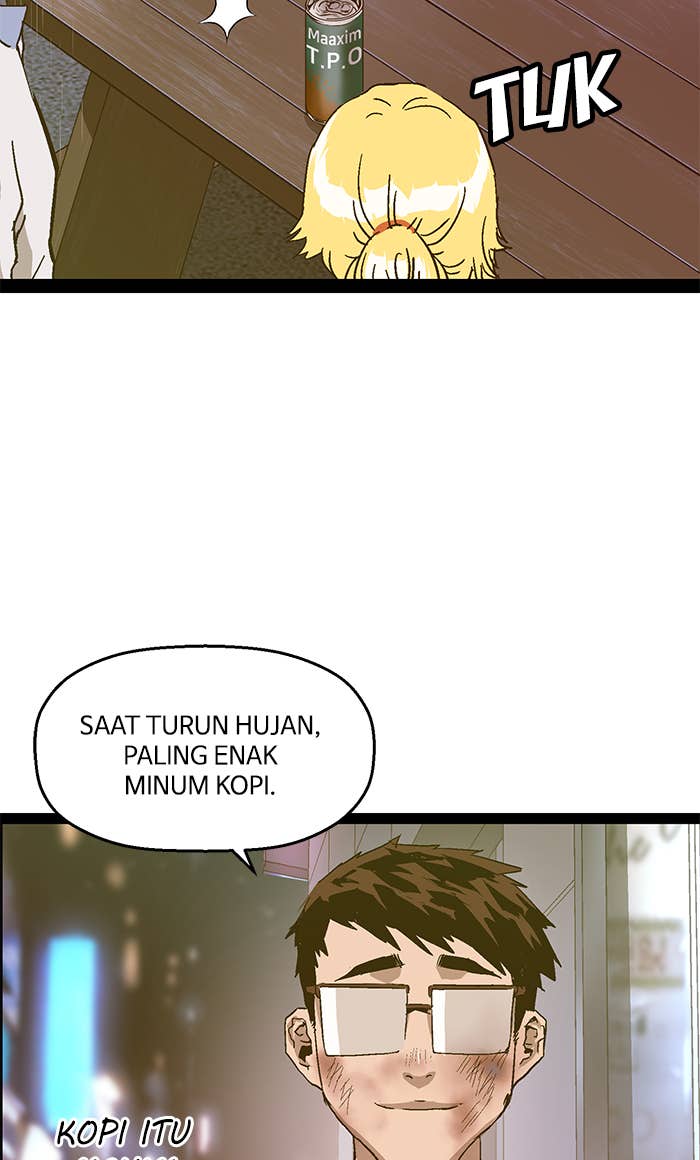 Maaxim
T.P.O
TUK
SAAT TURUN HUJAN,
PALING ENAK
MINUM KOPI.
KOPI ITU